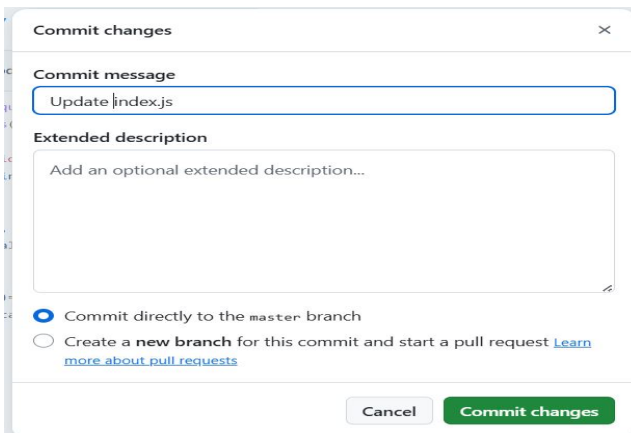 Commit changes
Commit message
Update index.js
Extended description
Add an optional extended description...
Commit directly to the master branch
Create a new branch for this commit and start a pull request Learn
more about pull requests
Cancel Commit changes